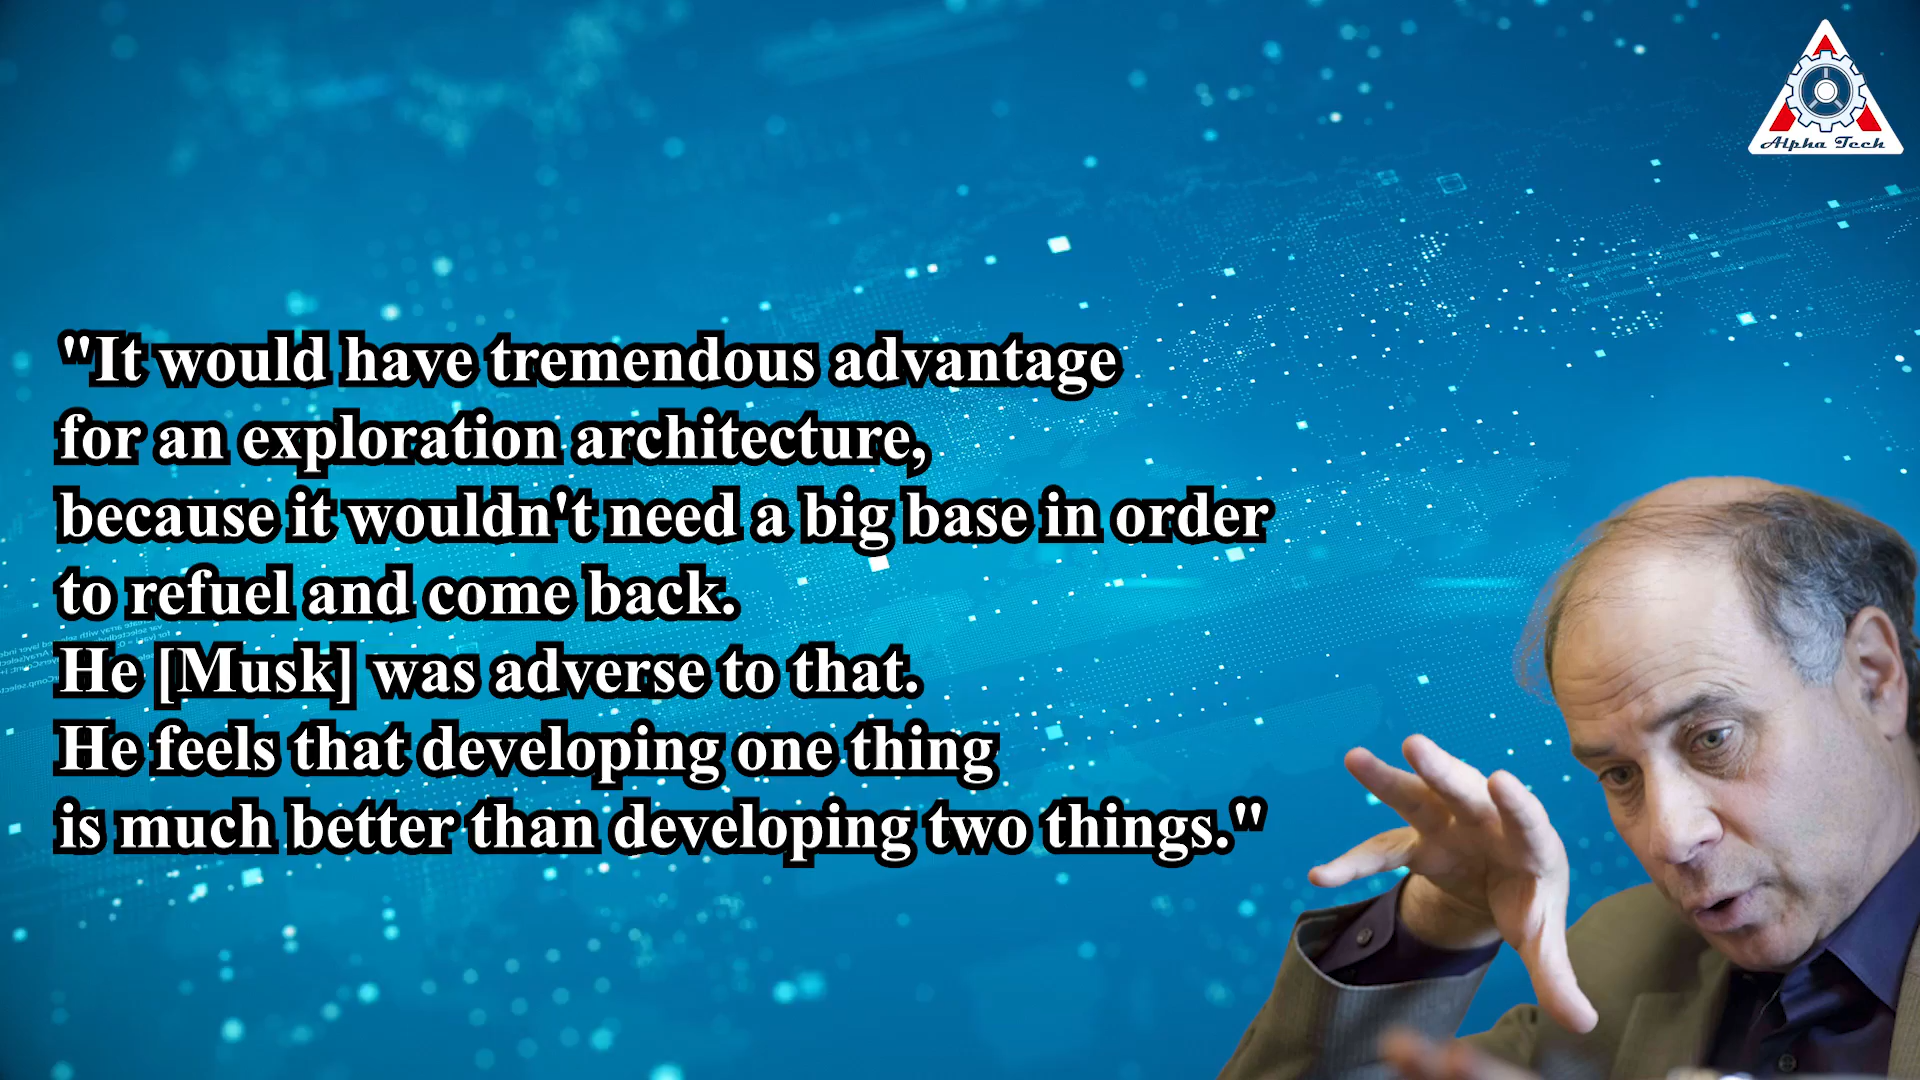 "It would have tremendous advantage
for an exploration architecture,
because it wouldn't need a big base in order
to refuel and come back.
He [Musk] was adverse to that.
He feels that developing one thing
is much better than developing two things."
Alpha Tech